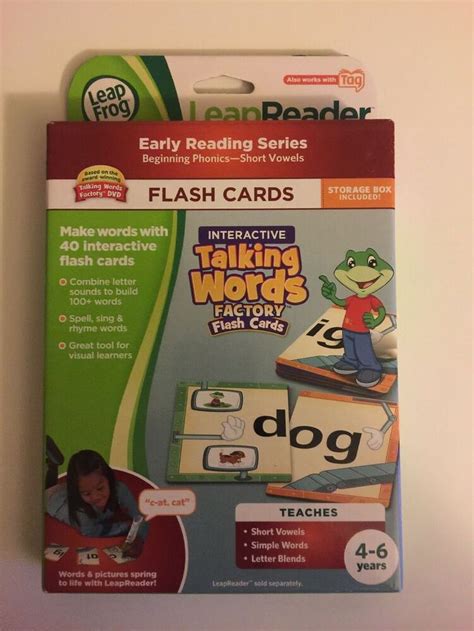 Leap
Frog
Also works with Tag
LeapReader
Early Reading Series
Beginning Phonics—Short Vowels
Based on the
award-winning
Talking Words
Factory DVD
FLASH CARDS
STORAGE BOX
INCLUDED!
Make words with
40 interactive
flash cards
• Combine letter
sounds to build
100+ words
• Spell, sing &
rhyme words
• Great tool for
visual learners
INTERACTIVE
Talking
Words
FACTORY
Flash Cards
ig
dog
"c-at, cat"
Words & pictures spring
to life with LeapReader!
TEACHES
• Short Vowels
• Simple Words
• Letter Blends
4-6
years
LeapReader™ sold separately.